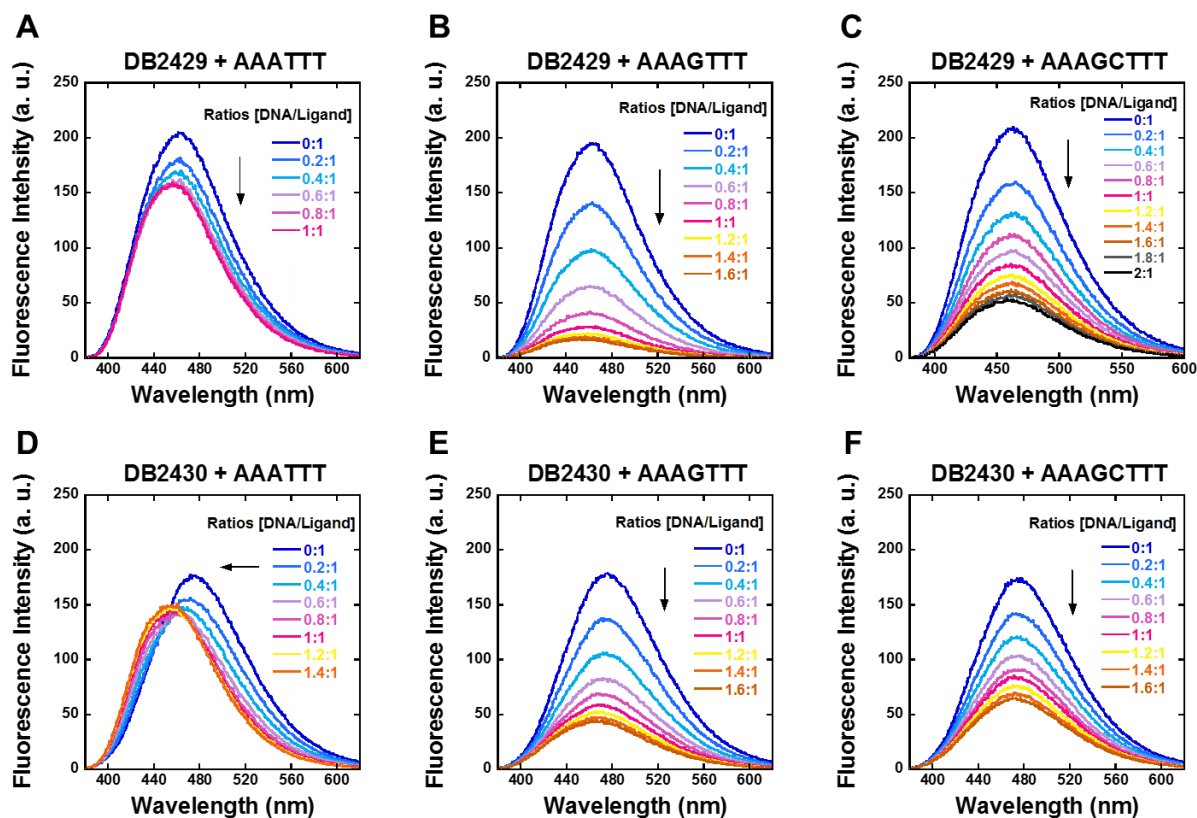 A
DB2429 + AAATTT
Fluorescence Intehsity (a. u.)
250
200
150
100
50
0
Ratios [DNA/Ligand]
0:1
0.2:1
0.4:1
0.6:1
0.8:1
1:1
400 440 480 520 560 600
Wavelength (nm)
B
DB2429 + AAAGTTT
Fluorescence Intensity (a. u.)
250
200
150
100
50
0
Ratios [DNA/Ligand]
0:1
0.2:1
0.4:1
0.6:1
0.8:1
1:1
1.2:1
1.4:1
1.6:1
400 440 480 520 560 600
Wavelength (nm)
C
DB2429 + AAAGCTTT
Fluorescence Intensity (a. u.)
250
200
150
100
50
0
Ratios [DNA/Ligand]
0:1
0.2:1
0.4:1
0.6:1
0.8:1
1:1
1.2:1
1.4:1
1.6:1
1.8:1
2:1
400 450 500 550 600
Wavelength (nm)
D
DB2430 + AAATTT
Fluorescence Intensity (a. u.)
250
200
150
100
50
0
Ratios [DNA/Ligand]
0:1
0.2:1
0.4:1
0.6:1
0.8:1
1:1
1.2:1
1.4:1
400 440 480 520 560 600
Wavelength (nm)
E
DB2430 + AAAGTTT
Fluorescence Intensity (a. u.)
250
200
150
100
50
0
Ratios [DNA/Ligand]
0:1
0.2:1
0.4:1
0.6:1
0.8:1
1:1
1.2:1
1.4:1
1.6:1
400 440 480 520 560 600
Wavelength (nm)
F
DB2430 + AAAGCTTT
Fluorescence Intensity (a. u.)
250
200
150
100
50
0
Ratios [DNA/Ligand]
0:1
0.2:1
0.4:1
0.6:1
0.8:1
1:1
1.2:1
1.4:1
1.6:1
400 440 480 520 560 600
Wavelength (nm)